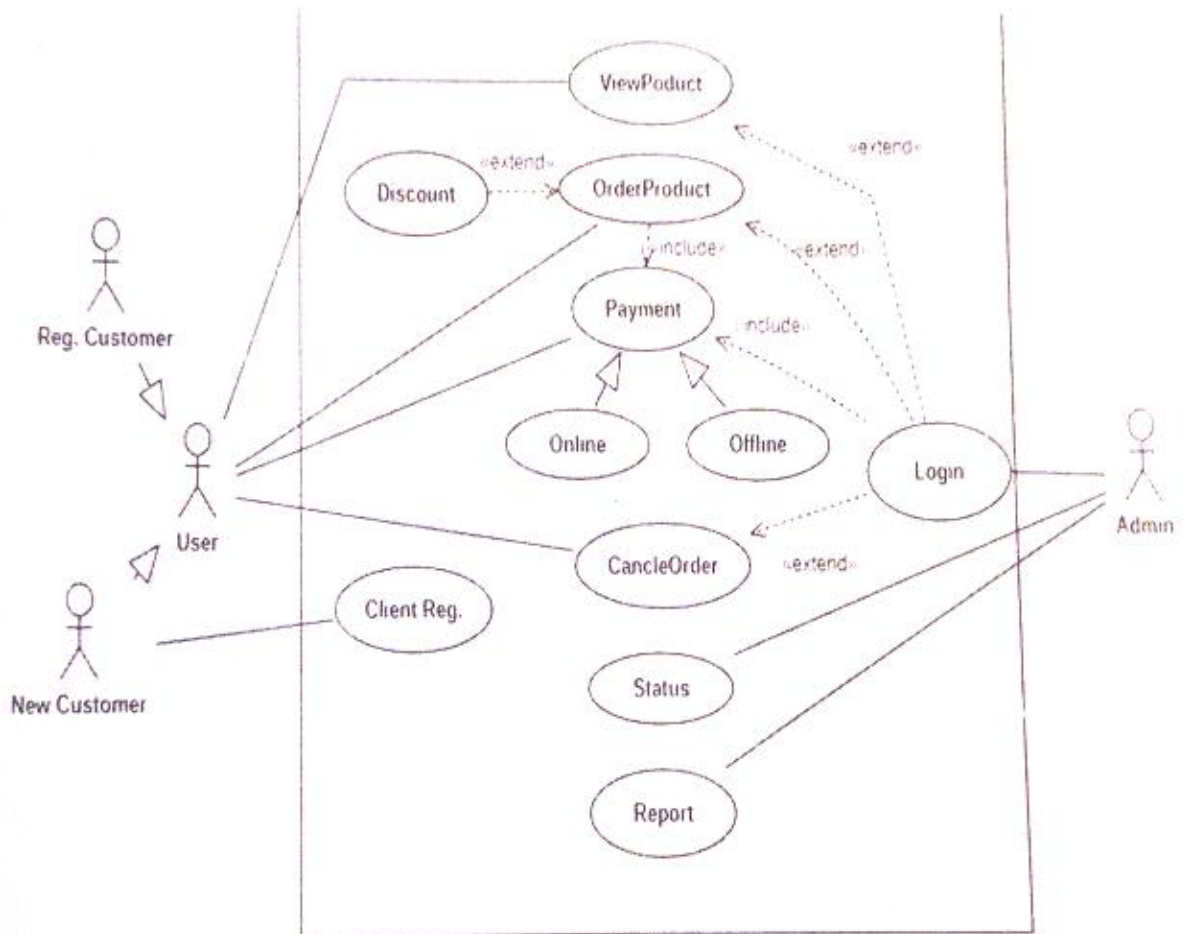 ViewPoduct
«extend»
«extend»
Discount
OrderProduct
«include»
«extend»
Reg. Customer
Payment
«include»
Online
Offline
Login
User
Admin
CancleOrder
«extend»
Client Reg.
New Customer
Status
Report